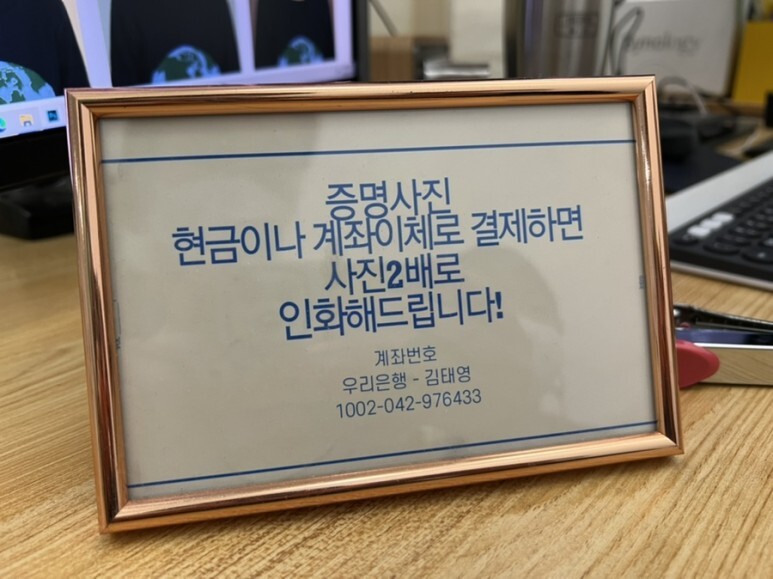 증명사진
현금이나 계좌이체로 결제하면
사진2배로
인화해드립니다!
계좌번호
우리은행 - 김태영
1002-042-976433